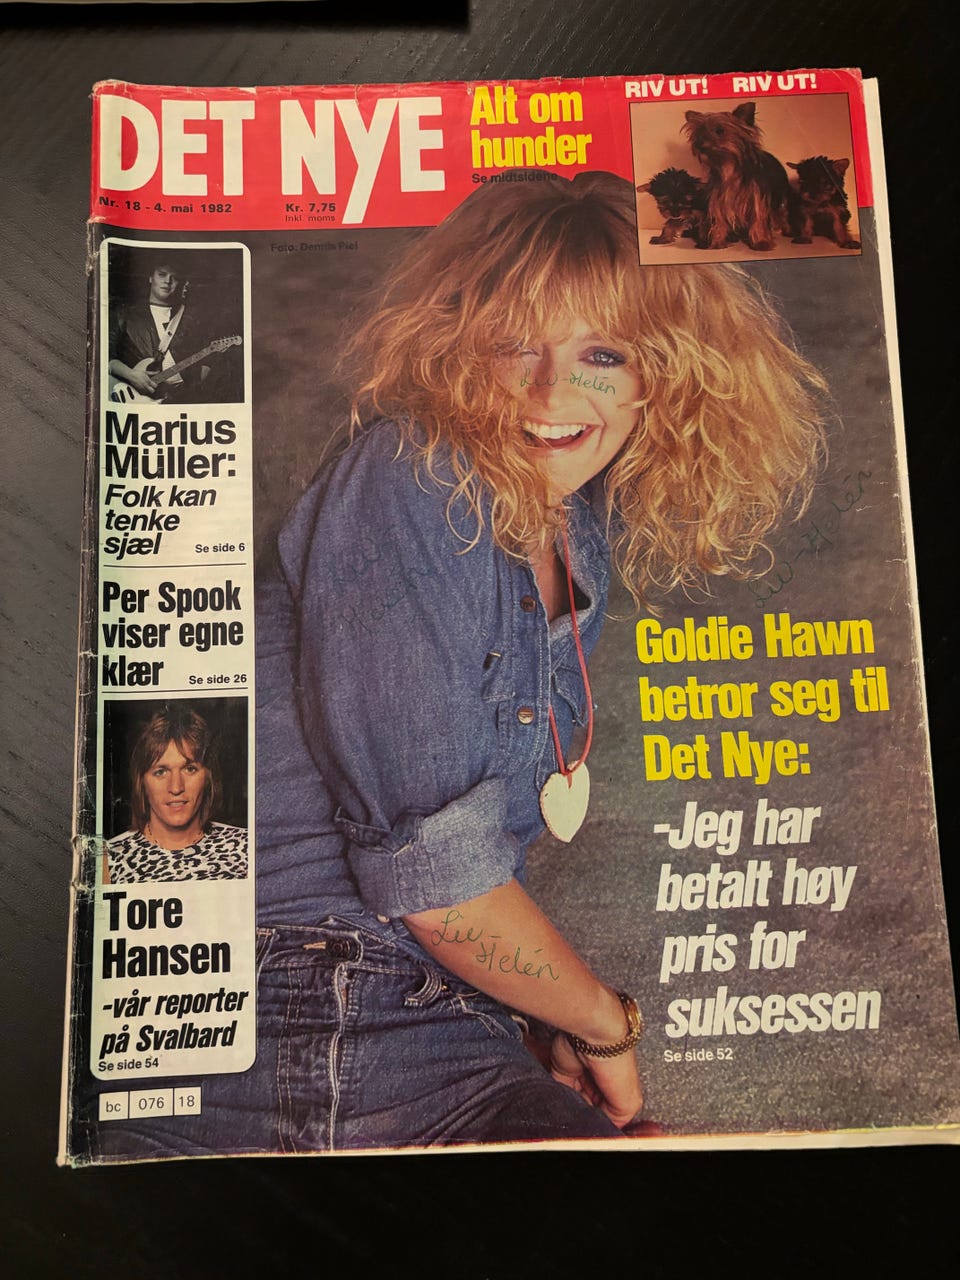 DET NYE
Nr. 18 - 4. mai 1982
Kr. 7,75
Inkl. moms
Alt om
hunder
Se midtsidene
RIV UT! RIV UT!
Foto: Dennis Piel
Marius
Müller:
Folk kan
tenke
sjæl
Se side 6
Per Spook
viser egne
klær
Se side 26
Tore
Hansen
-vår reporter
på Svalbard
Se side 54
bc 076 18
Liv-Helén
Liv-Helén
Goldie Hawn
betror seg til
Det Nye:
-Jeg har
betalt høy
pris for
suksessen
Se side 52
Liv-
Helén